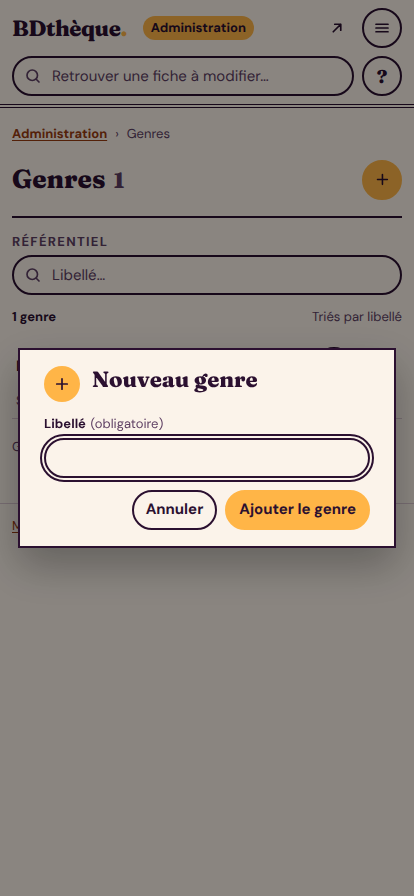 BDthèque.
Administration
Retrouver une fiche à modifier…
?
Administration › Genres
Genres 1
RÉFÉRENTIEL
Libellé…
1 genre
Triés par libellé
Nouveau genre
Libellé (obligatoire)
Annuler
Ajouter le genre